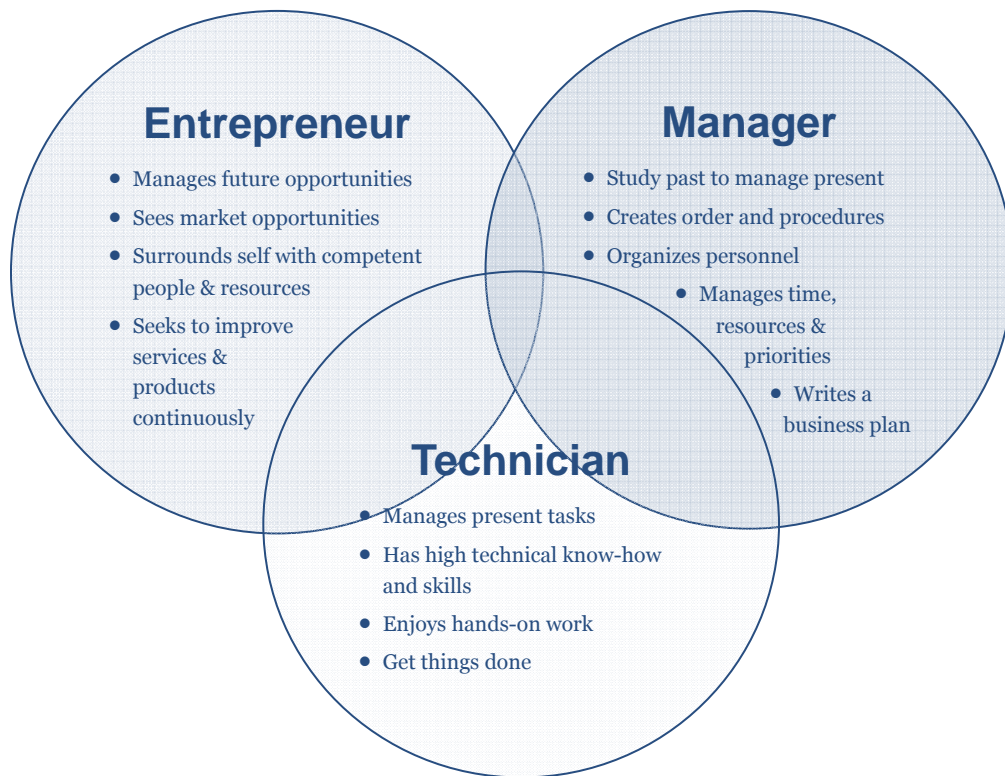 Entrepreneur
• Manages future opportunities
• Sees market opportunities
• Surrounds self with competent
people & resources
• Seeks to improve
services &
products
continuously
Manager
• Study past to manage present
• Creates order and procedures
• Organizes personnel
• Manages time,
resources &
priorities
• Writes a
business plan
Technician
• Manages present tasks
• Has high technical know-how
and skills
• Enjoys hands-on work
• Get things done